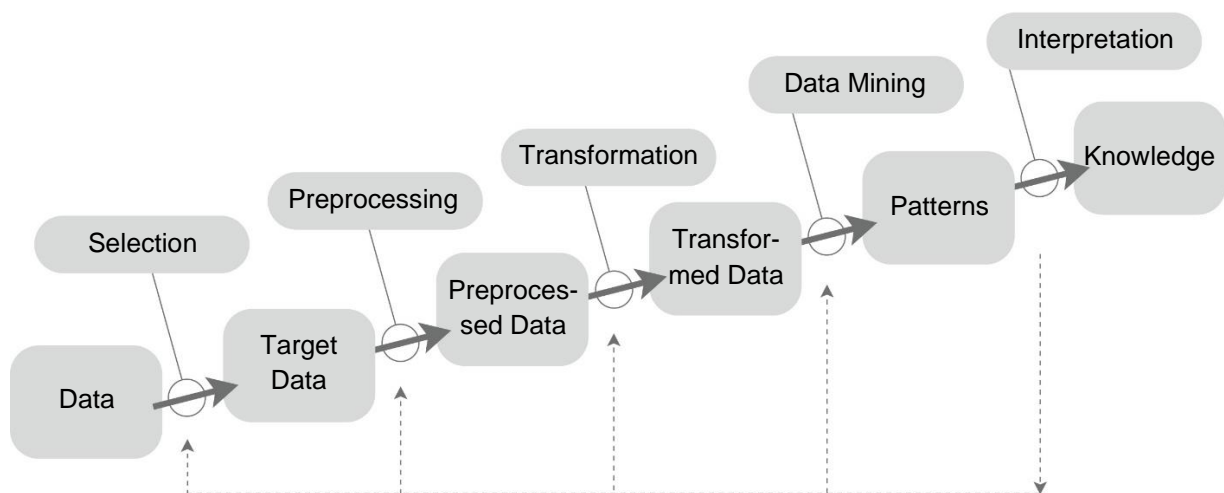 Interpretation
Data Mining
Knowledge
Transformation
Preprocessing
Patterns
Selection
Transfor-
med Data
Preproces-
sed Data
Target
Data
Data